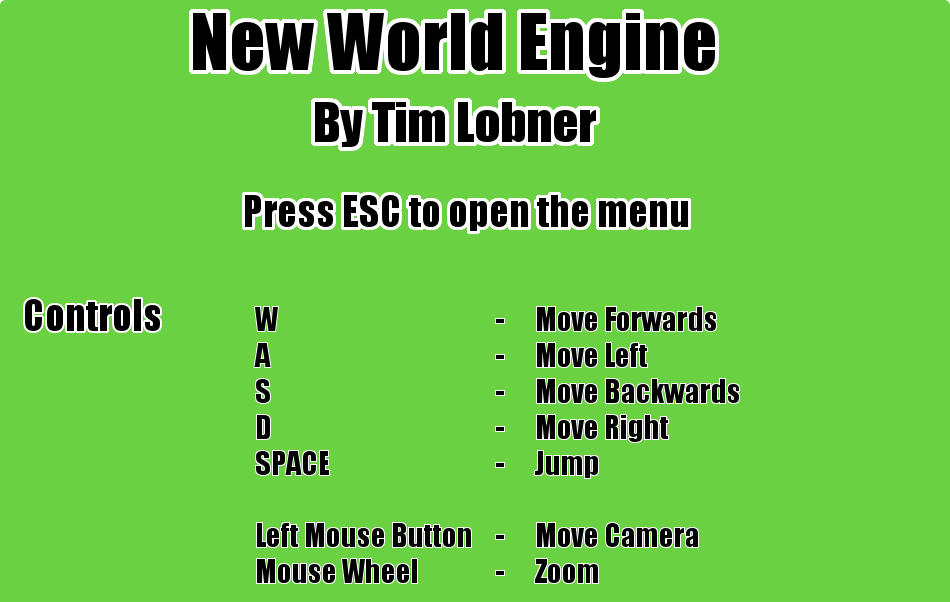 New World Engine
By Tim Lobner
Press ESC to open the menu
Controls
W - Move Forwards
A - Move Left
S - Move Backwards
D - Move Right
SPACE - Jump
Left Mouse Button - Move Camera
Mouse Wheel - Zoom